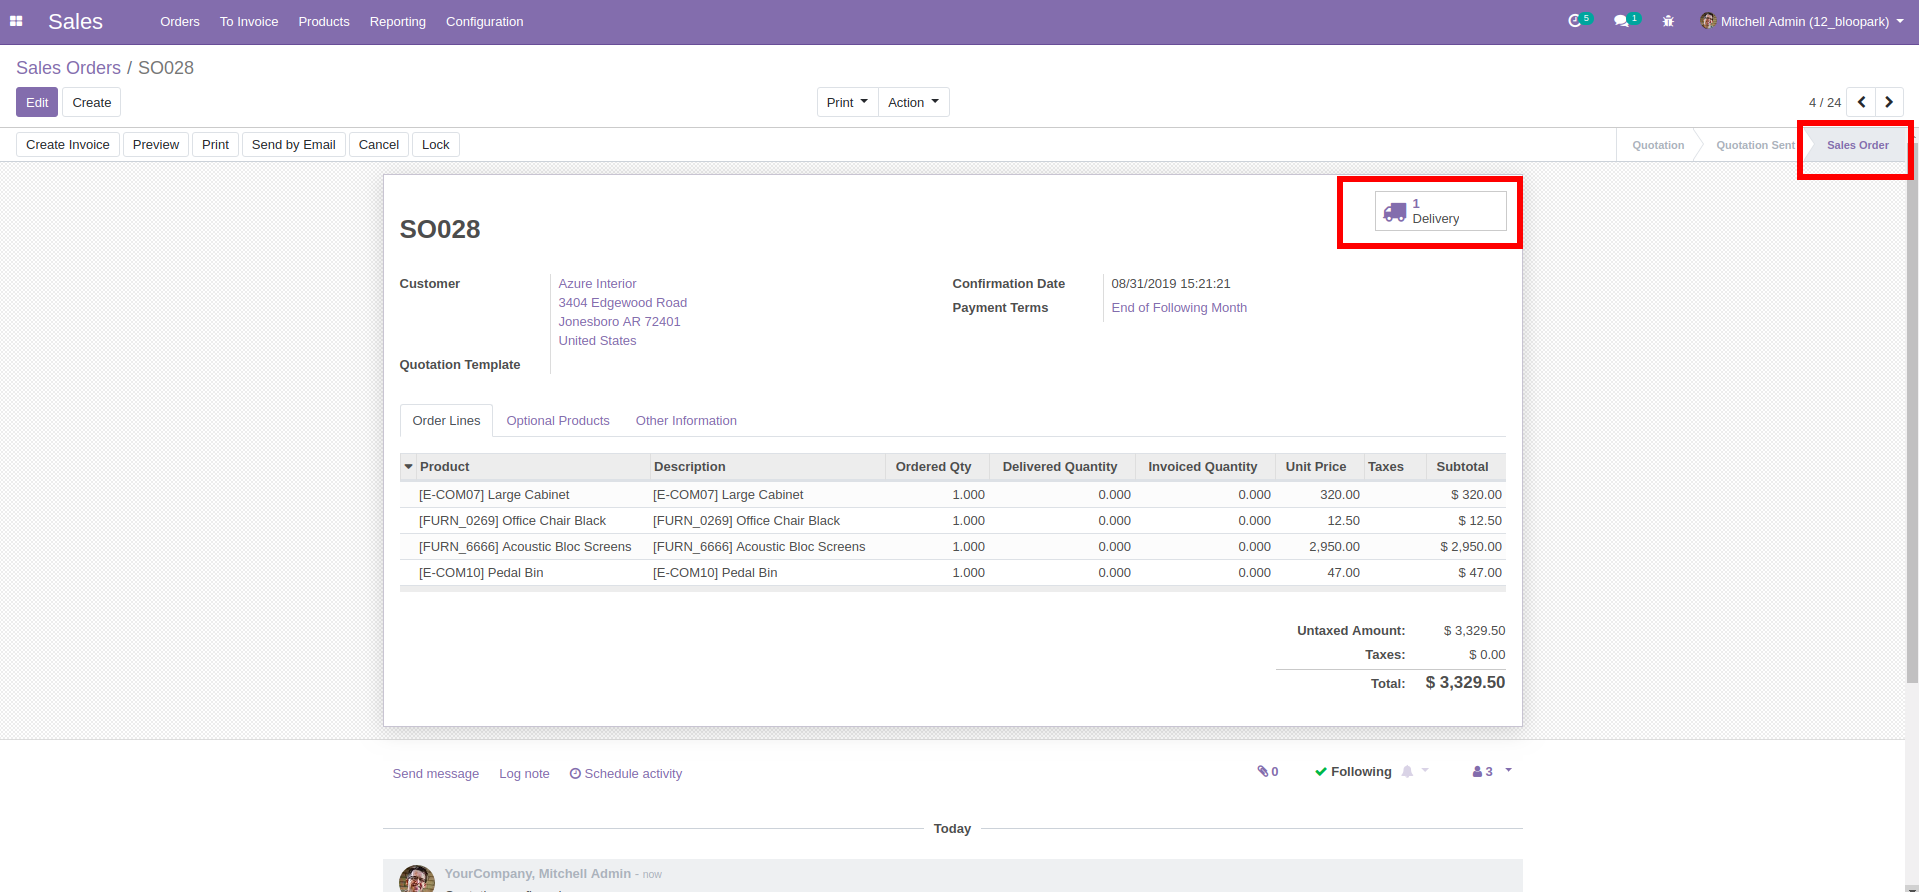 Sales Orders To Invoice Products Reporting Configuration 5 1 Mitchell Admin (12_bloopark)
Sales Orders / SO028
Edit Create Print Action 4 / 24
Create Invoice Preview Print Send by Email Cancel Lock Quotation Quotation Sent Sales Order
1
Delivery
SO028
Customer Azure Interior Confirmation Date 08/31/2019 15:21:21
3404 Edgewood Road Payment Terms End of Following Month
Jonesboro AR 72401
United States
Quotation Template
Order Lines Optional Products Other Information
Product Description Ordered Qty Delivered Quantity Invoiced Quantity Unit Price Taxes Subtotal
[E-COM07] Large Cabinet [E-COM07] Large Cabinet 1.000 0.000 0.000 320.00 $ 320.00
[FURN_0269] Office Chair Black [FURN_0269] Office Chair Black 1.000 0.000 0.000 12.50 $ 12.50
[FURN_6666] Acoustic Bloc Screens [FURN_6666] Acoustic Bloc Screens 1.000 0.000 0.000 2,950.00 $ 2,950.00
[E-COM10] Pedal Bin [E-COM10] Pedal Bin 1.000 0.000 0.000 47.00 $ 47.00
Untaxed Amount: $ 3,329.50
Taxes: $ 0.00
Total: $ 3,329.50
Send message Log note Schedule activity 0 Following 3
Today
YourCompany, Mitchell Admin - now